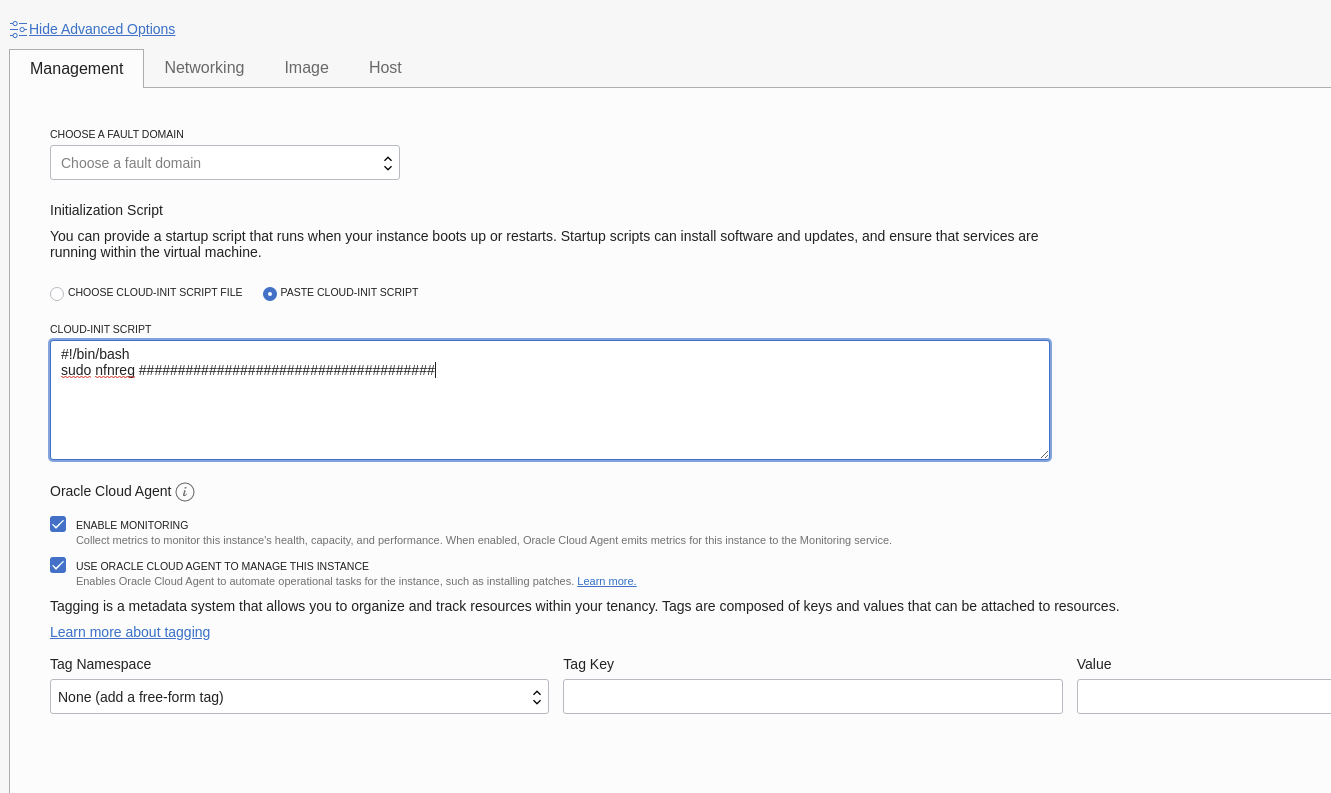 Hide Advanced Options
Management Networking Image Host
CHOOSE A FAULT DOMAIN
Choose a fault domain
Initialization Script
You can provide a startup script that runs when your instance boots up or restarts. Startup scripts can install software and updates, and ensure that services are
running within the virtual machine.
CHOOSE CLOUD-INIT SCRIPT FILE PASTE CLOUD-INIT SCRIPT
CLOUD-INIT SCRIPT
#!/bin/bash
sudo nfnreg ######################################
Oracle Cloud Agent i
ENABLE MONITORING
Collect metrics to monitor this instance's health, capacity, and performance. When enabled, Oracle Cloud Agent emits metrics for this instance to the Monitoring service.
USE ORACLE CLOUD AGENT TO MANAGE THIS INSTANCE
Enables Oracle Cloud Agent to automate operational tasks for the instance, such as installing patches. Learn more.
Tagging is a metadata system that allows you to organize and track resources within your tenancy. Tags are composed of keys and values that can be attached to resources.
Learn more about tagging
Tag Namespace Tag Key Value
None (add a free-form tag)